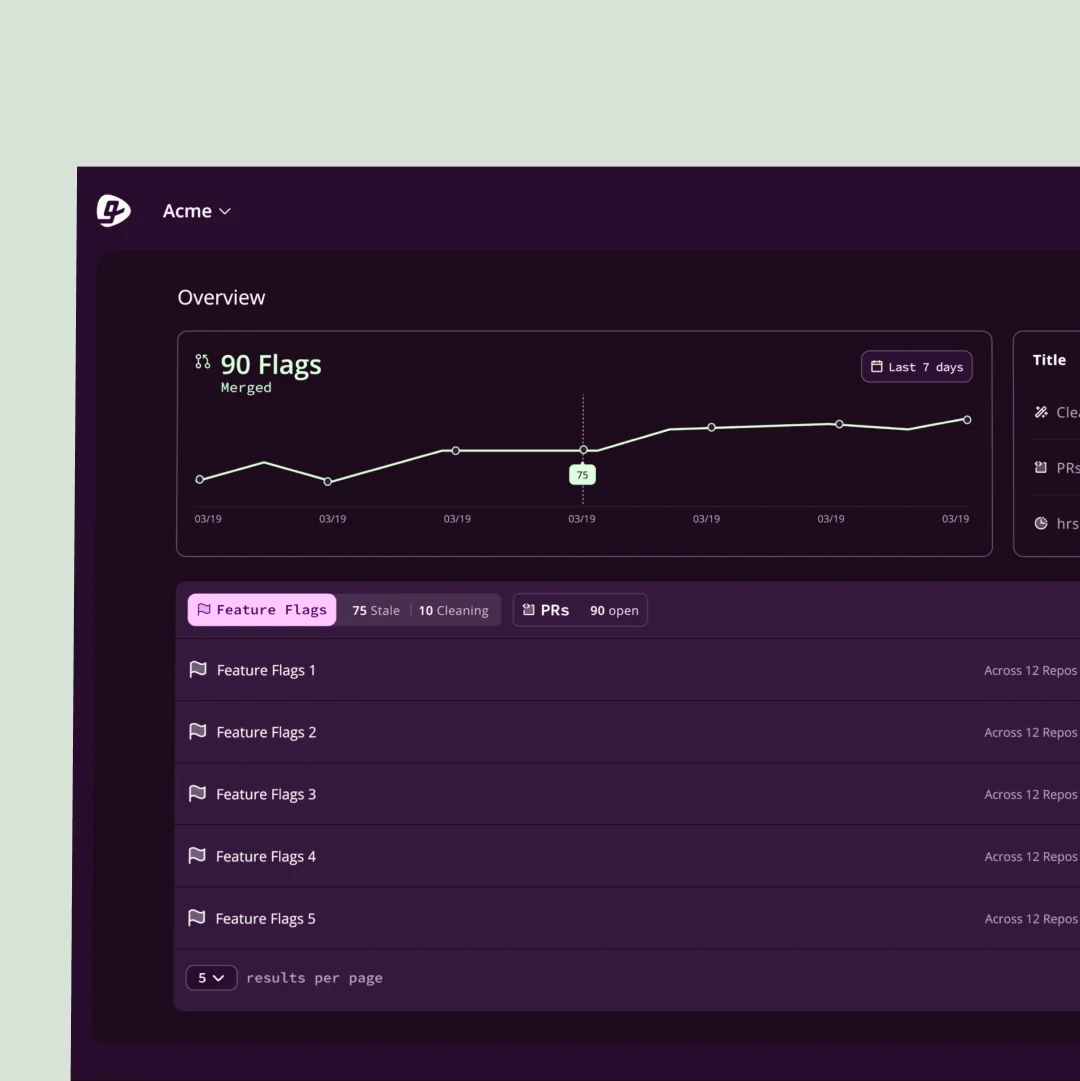 Acme
Overview
90 Flags
Merged
Last 7 days
75
03/19 03/19 03/19 03/19 03/19 03/19 03/19
Title
PRs
hrs
Feature Flags 75 Stale 10 Cleaning PRs 90 open
Feature Flags 1 Across 12 Repos
Feature Flags 2 Across 12 Repos
Feature Flags 3 Across 12 Repos
Feature Flags 4 Across 12 Repos
Feature Flags 5 Across 12 Repos
5 results per page